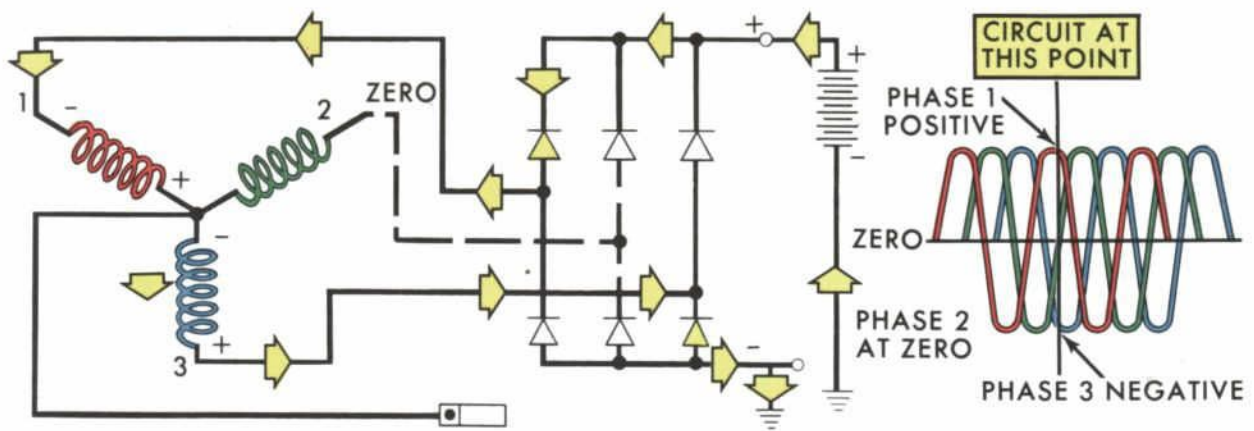 1
-
+
2
ZERO
-
+
3
+
-
+
-
CIRCUIT AT
THIS POINT
PHASE 1
POSITIVE
ZERO
PHASE 2
AT ZERO
PHASE 3 NEGATIVE